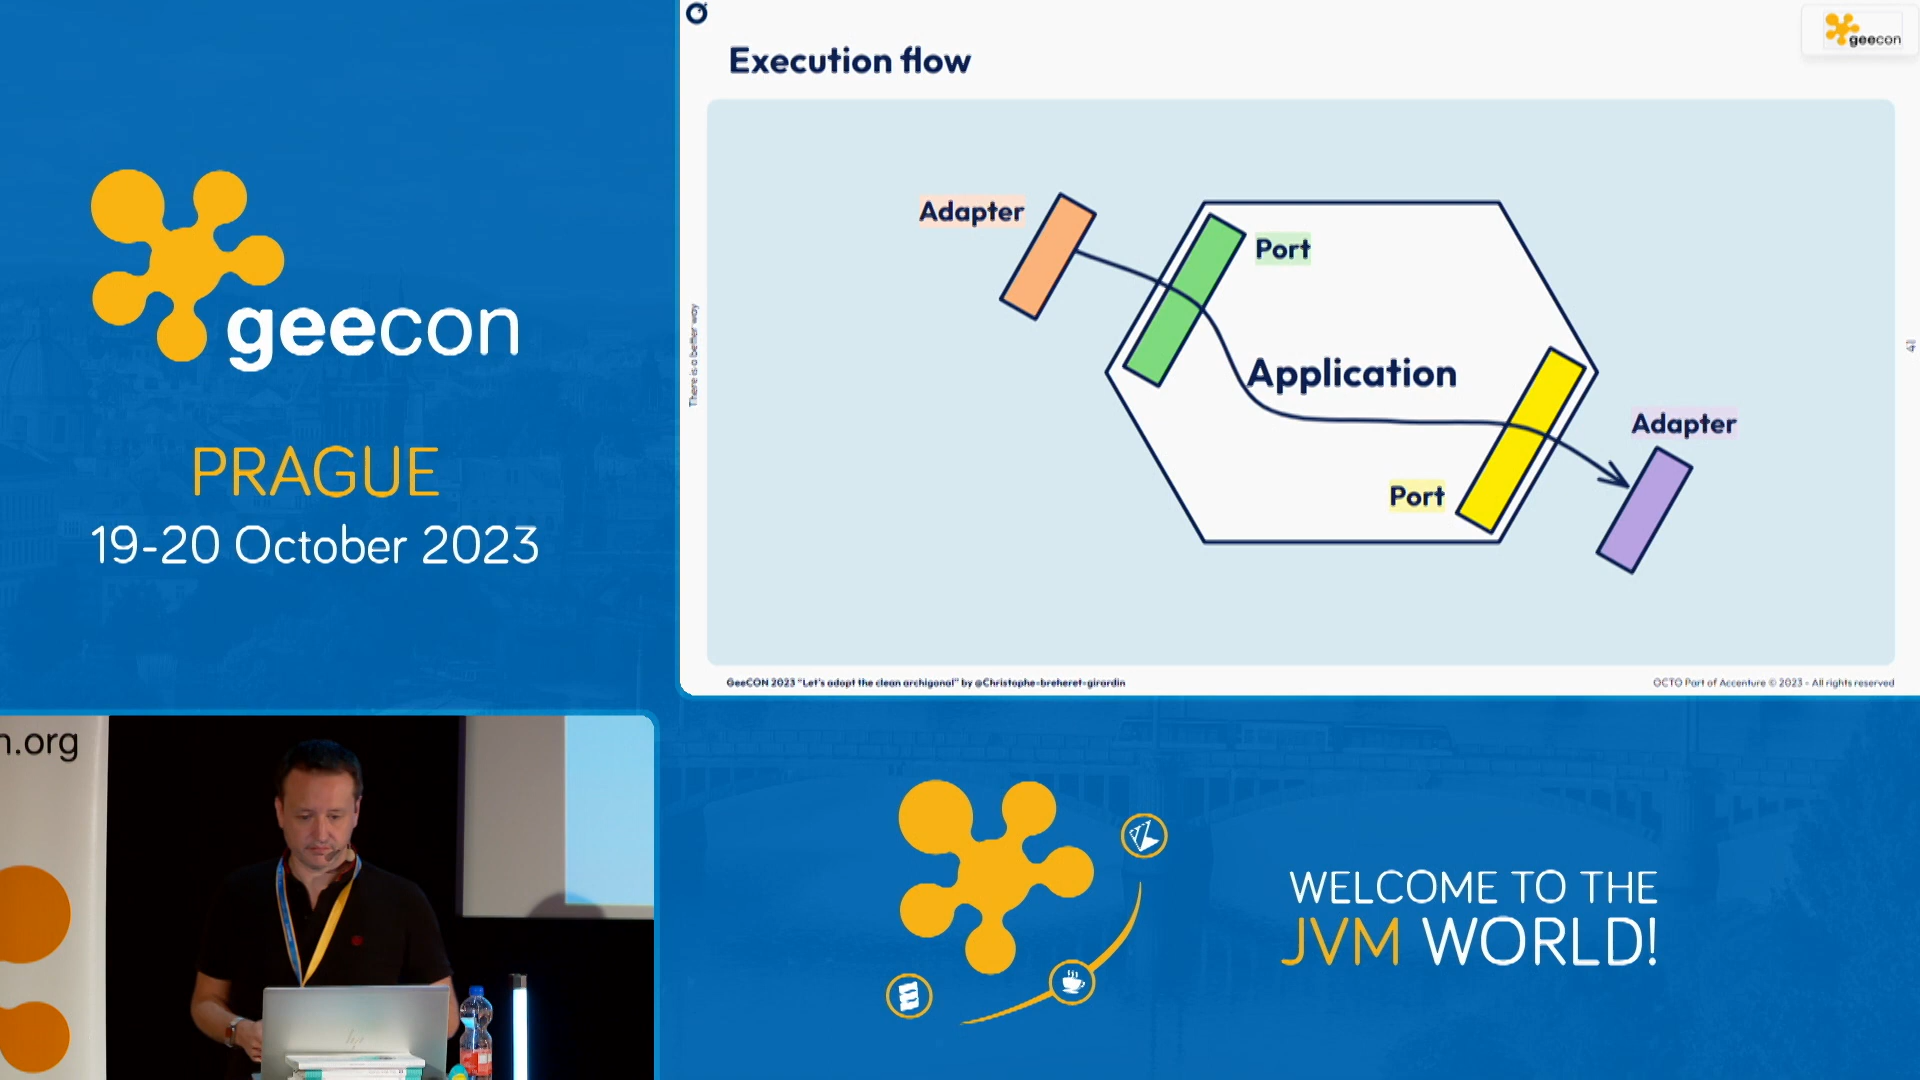 geecon
PRAGUE
19-20 October 2023
Execution flow
geecon
There is a better way
Adapter
Port
Application
Port
Adapter
41
GeeCON 2023 "Let's adopt the clean archigonal" by @Christophe-breheret-girardin
OCTO Part of Accenture © 2023 - All rights reserved
n.org
hp
WELCOME TO THE
JVM WORLD!